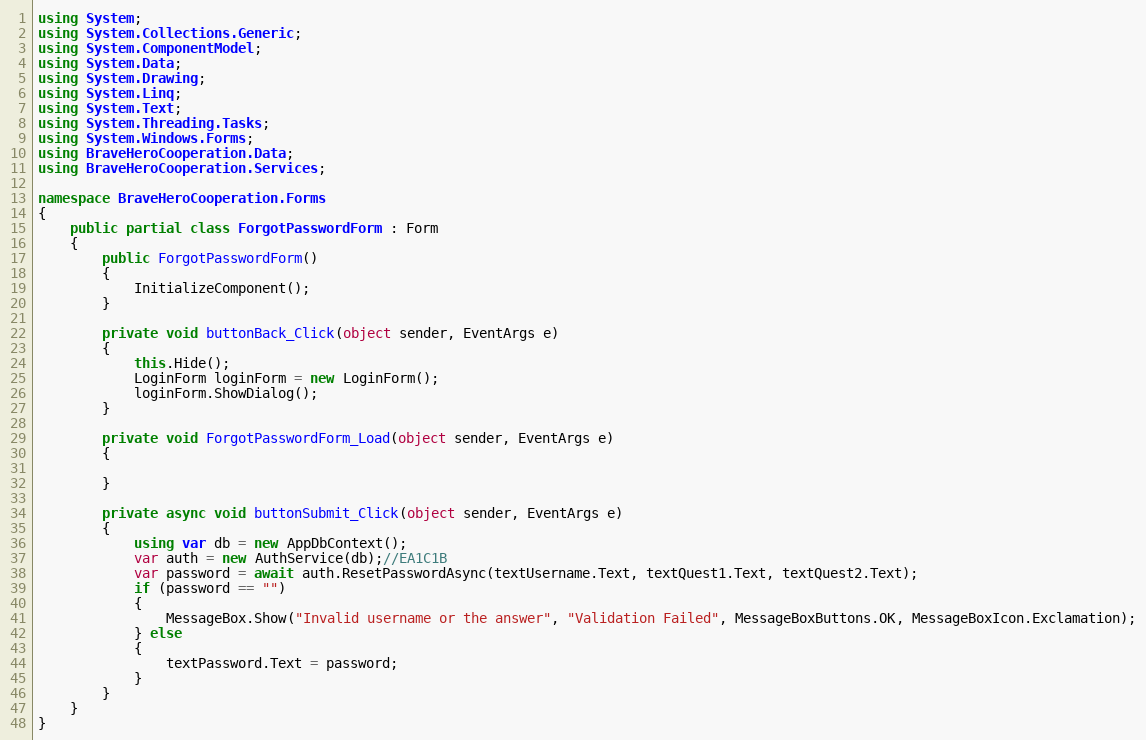 1 using System;
2 using System.Collections.Generic;
3 using System.ComponentModel;
4 using System.Data;
5 using System.Drawing;
6 using System.Linq;
7 using System.Text;
8 using System.Threading.Tasks;
9 using System.Windows.Forms;
10 using BraveHeroCooperation.Data;
11 using BraveHeroCooperation.Services;
12
13 namespace BraveHeroCooperation.Forms
14 {
15     public partial class ForgotPasswordForm : Form
16     {
17         public ForgotPasswordForm()
18         {
19             InitializeComponent();
20         }
21
22         private void buttonBack_Click(object sender, EventArgs e)
23         {
24             this.Hide();
25             LoginForm loginForm = new LoginForm();
26             loginForm.ShowDialog();
27         }
28
29         private void ForgotPasswordForm_Load(object sender, EventArgs e)
30         {
31
32         }
33
34         private async void buttonSubmit_Click(object sender, EventArgs e)
35         {
36             using var db = new AppDbContext();
37             var auth = new AuthService(db);//EA1C1B
38             var password = await auth.ResetPasswordAsync(textUsername.Text, textQuest1.Text, textQuest2.Text);
39             if (password == "")
40             {
41                 MessageBox.Show("Invalid username or the answer", "Validation Failed", MessageBoxButtons.OK, MessageBoxIcon.Exclamation);
42             } else
43             {
44                 textPassword.Text = password;
45             }
46         }
47     }
48 }